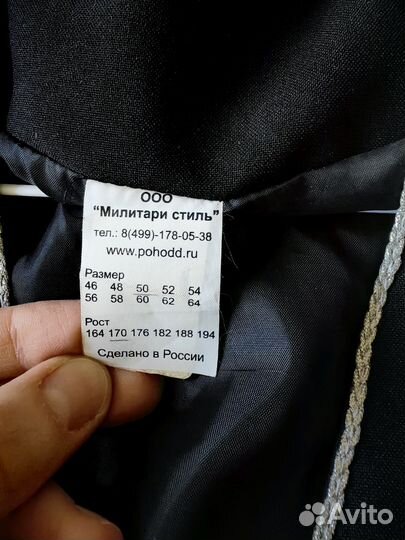 ООО
"Милитари стиль"
тел.: 8(499)-178-05-38
www.pohodd.ru
Размер
46 48 50 52 54
56 58 60 62 64
Рост
164 170 176 182 188 194
Сделано в России
Avito